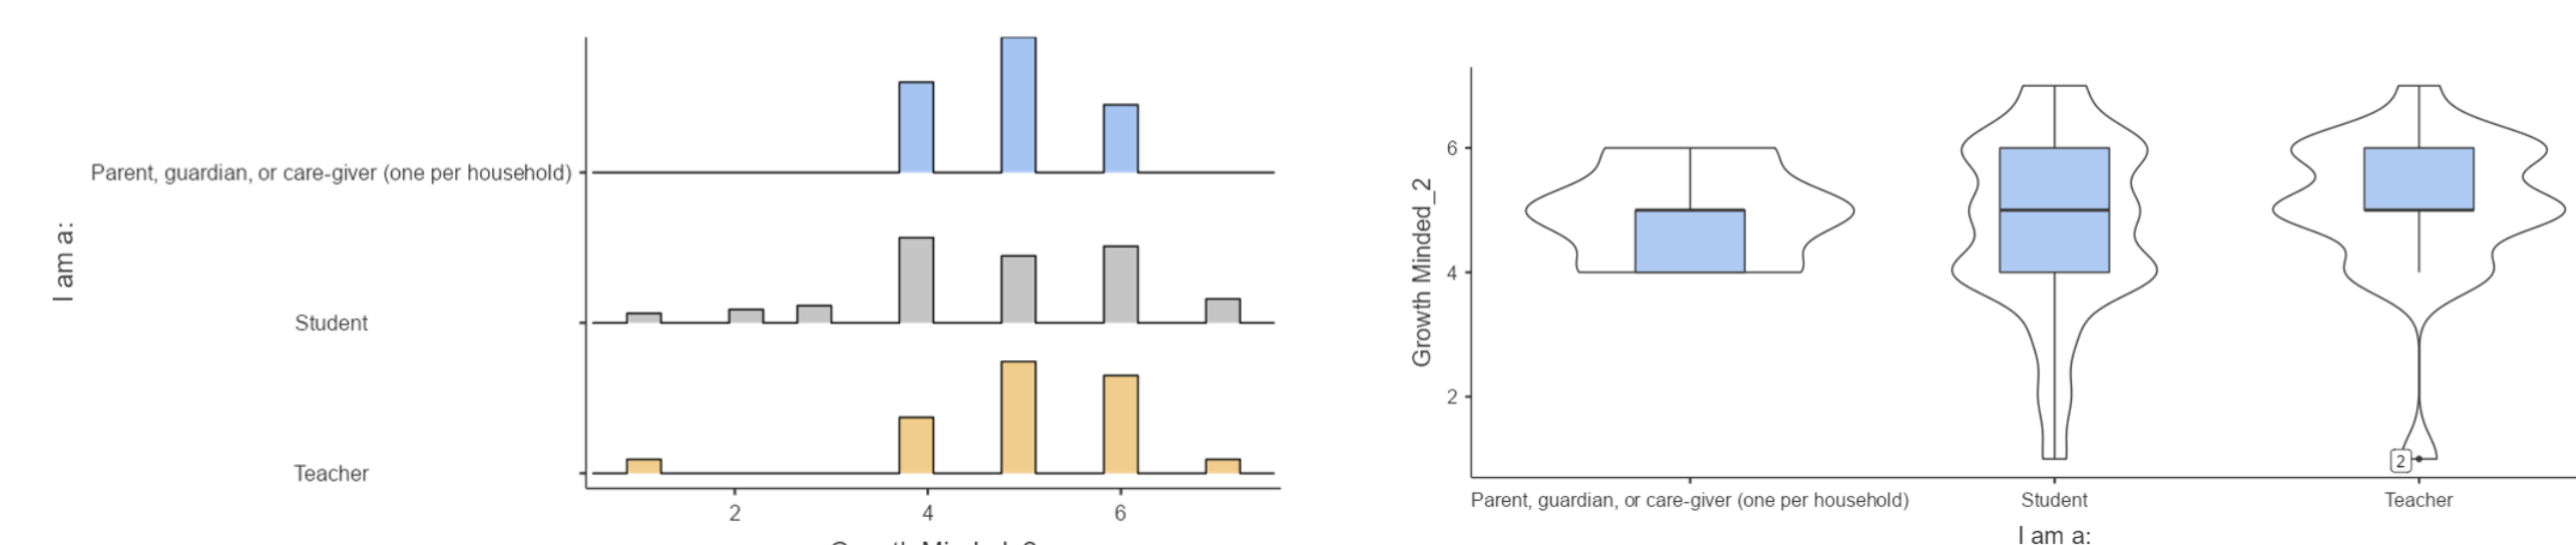 Parent, guardian, or care-giver (one per household)
Student
Teacher
I am a:
2 4 6
Growth Minded_2
6
4
2
2
Parent, guardian, or care-giver (one per household) Student Teacher
I am a: